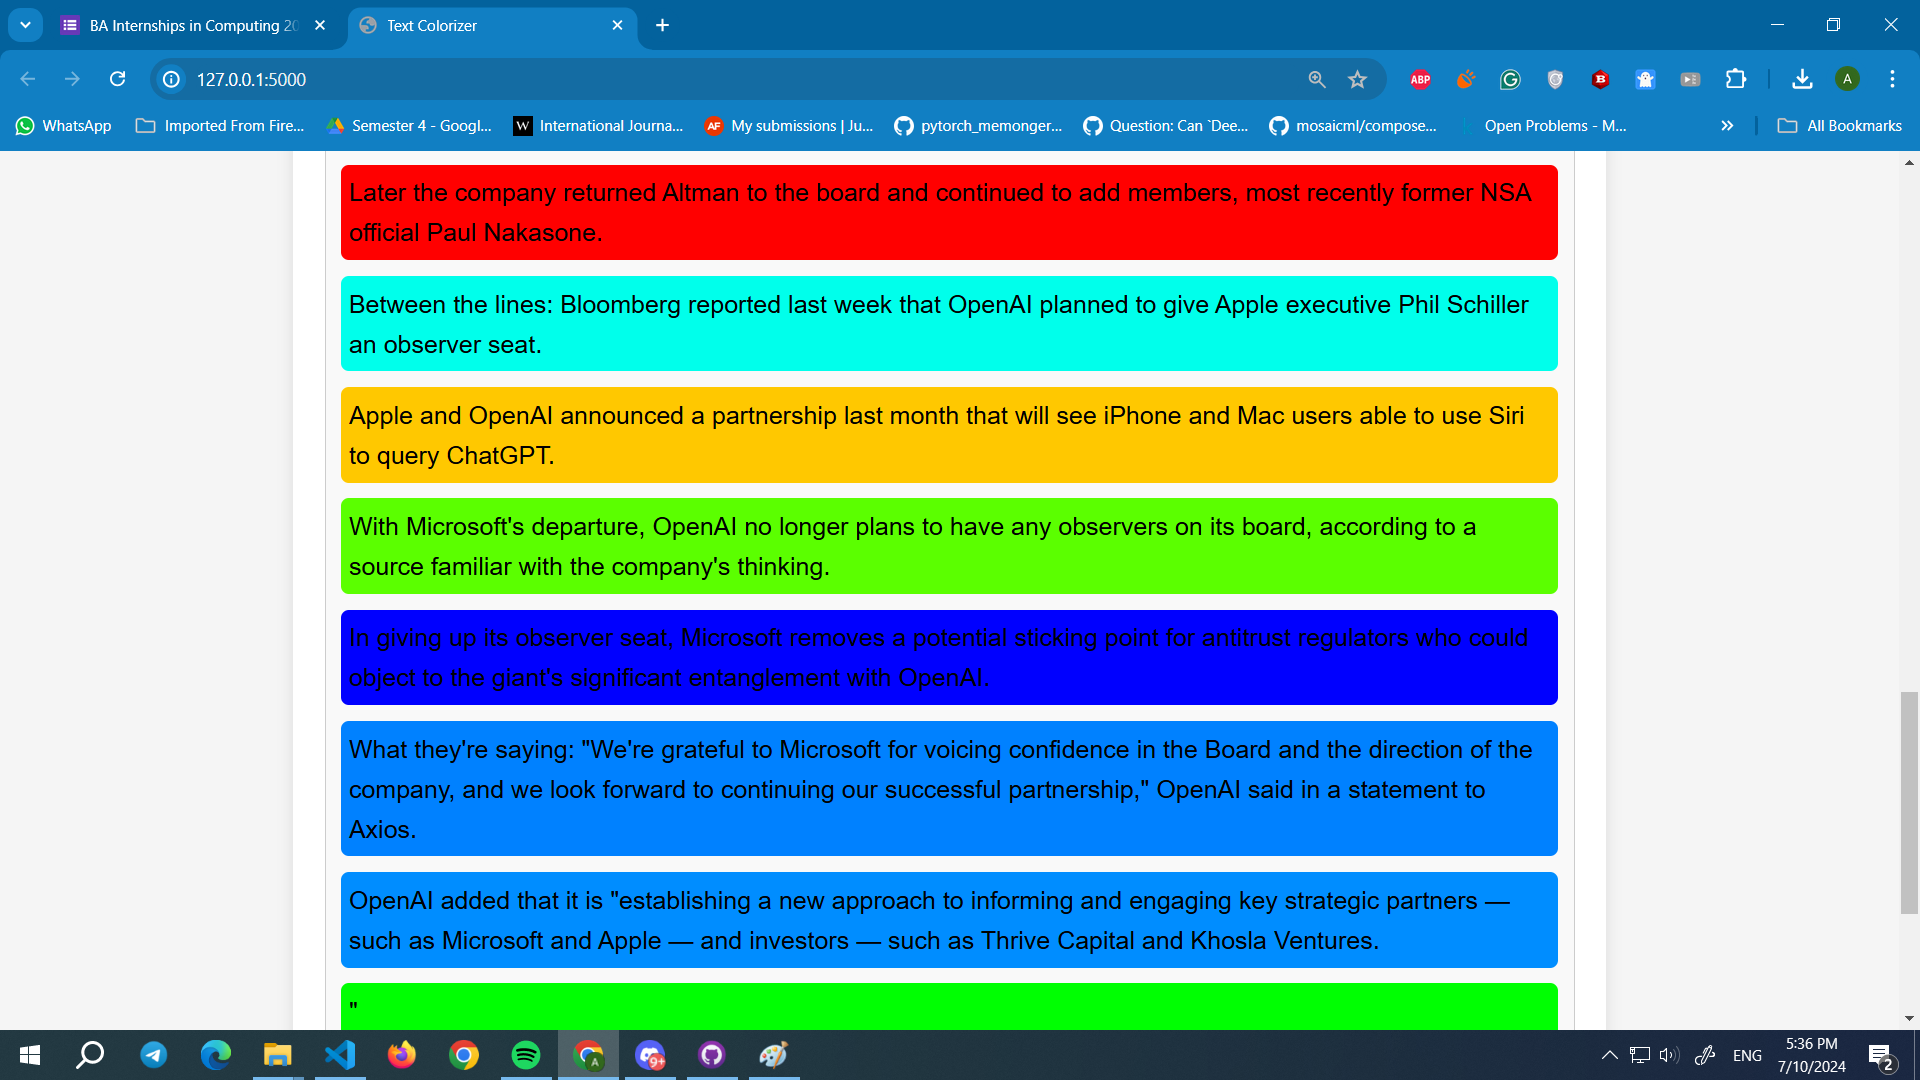 BA Internships in Computing 20
Text Colorizer
127.0.0.1:5000
ABP
A
WhatsApp
Imported From Fire...
Semester 4 - Googl...
W
International Journa...
AF
My submissions | Ju...
pytorch_memonger...
Question: Can `Dee...
mosaicml/compose...
Open Problems - M...
All Bookmarks
Later the company returned Altman to the board and continued to add members, most recently former NSA
official Paul Nakasone.
Between the lines: Bloomberg reported last week that OpenAI planned to give Apple executive Phil Schiller
an observer seat.
Apple and OpenAI announced a partnership last month that will see iPhone and Mac users able to use Siri
to query ChatGPT.
With Microsoft's departure, OpenAI no longer plans to have any observers on its board, according to a
source familiar with the company's thinking.
In giving up its observer seat, Microsoft removes a potential sticking point for antitrust regulators who could
object to the giant's significant entanglement with OpenAI.
What they're saying: "We're grateful to Microsoft for voicing confidence in the Board and the direction of the
company, and we look forward to continuing our successful partnership," OpenAI said in a statement to
Axios.
OpenAI added that it is "establishing a new approach to informing and engaging key strategic partners —
such as Microsoft and Apple — and investors — such as Thrive Capital and Khosla Ventures.
"
A
9+
ENG
5:36 PM
7/10/2024
2